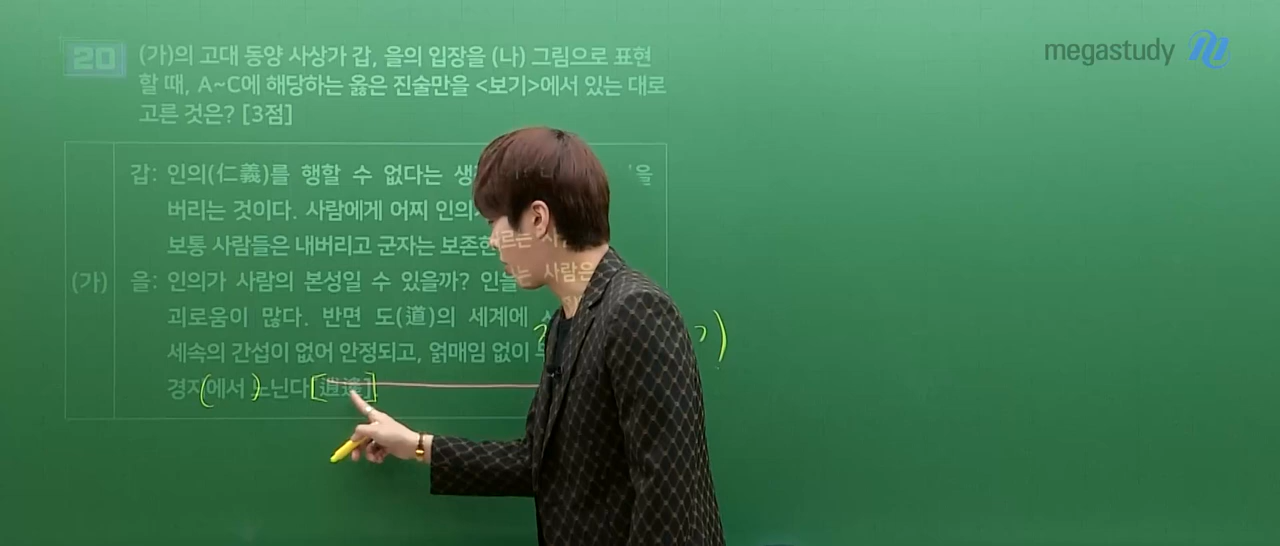 20 (가)의 고대 동양 사상가 갑, 을의 입장을 (나) 그림으로 표현
할 때, A~C에 해당하는 옳은 진술만을 <보기>에서 있는 대로
고른 것은? [3점]
megastudy
갑: 인의(仁義)를 행할 수 없다는 을
버리는 것이다. 사람에게 어찌
보통 사람들은 내버리고 군자는
(가) 을: 인의가 사람의 본성일 수 있을까?
사람은
괴로움이 많다. 반면 도(道)의 세계에
세속의 간섭이 없어 안정되고, 얽매임 없이
경지에서 노닌다[逍遙]